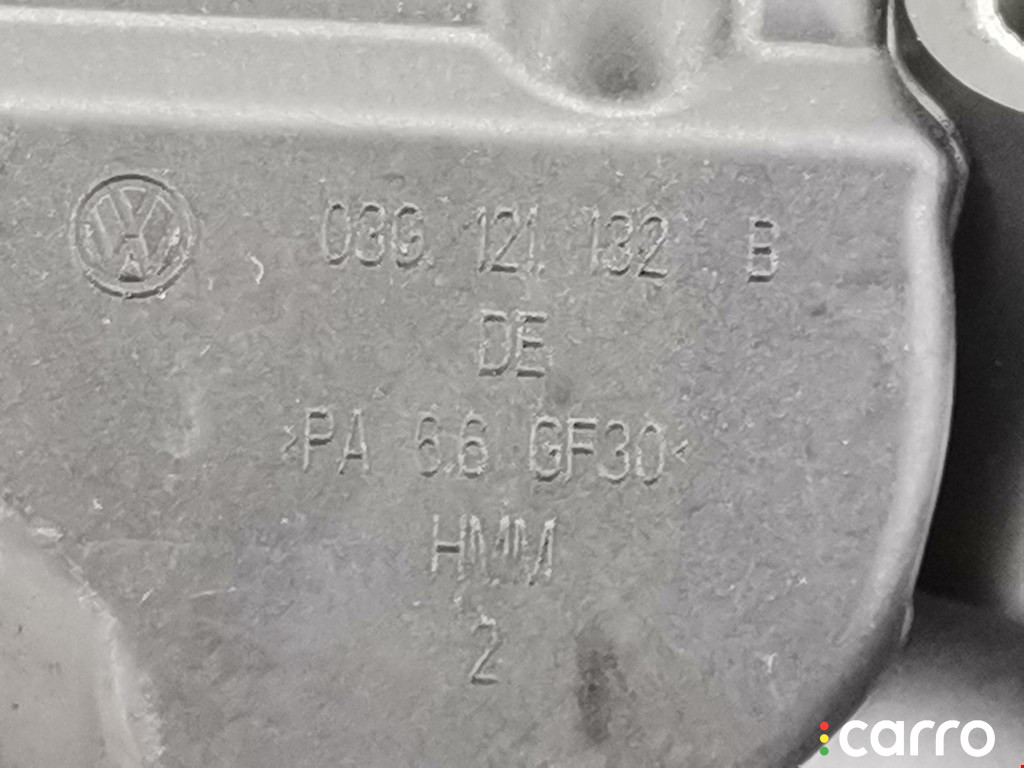 03G. 121. 132 B
DE
>PA 6.6 GF30<
HMM
2
carro